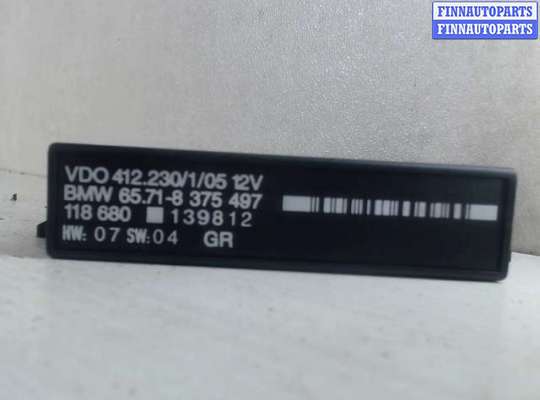 FINNAUTOPARTS
FINNAUTOPARTS
VDO 412.230/1/05 12V
BMW 65.71-8 375 497
118 680 139812
HW: 07 SW: 04 GR